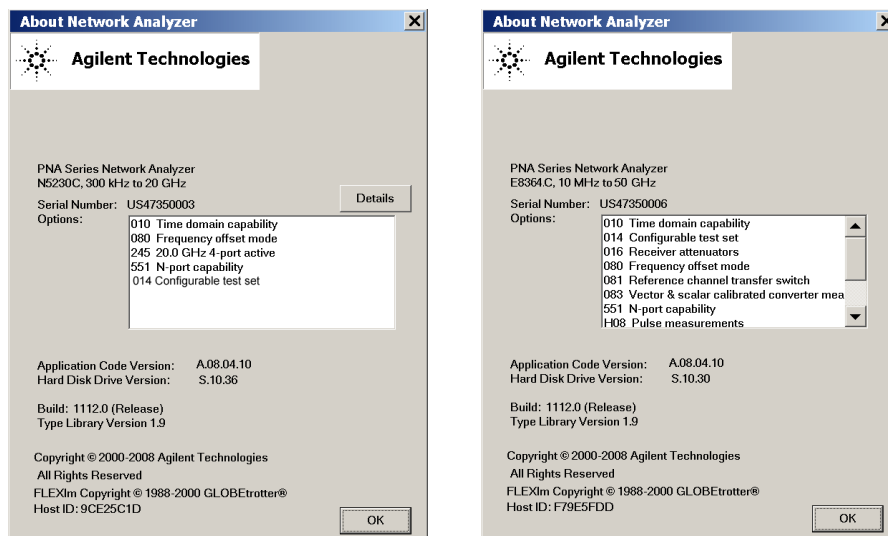 About Network Analyzer
Agilent Technologies
PNA Series Network Analyzer
N5230C, 300 kHz to 20 GHz
Details
Serial Number: US47350003
Options:
010 Time domain capability
080 Frequency offset mode
245 20.0 GHz 4-port active
551 N-port capability
014 Configurable test set
Application Code Version: A.08.04.10
Hard Disk Drive Version: S.10.36
Build: 1112.0 (Release)
Type Library Version 1.9
Copyright © 2000-2008 Agilent Technologies
All Rights Reserved
FLEXlm Copyright © 1988-2000 GLOBEtrotter®
Host ID: 9CE25C1D
OK
About Network Analyzer
Agilent Technologies
PNA Series Network Analyzer
E8364C, 10 MHz to 50 GHz
Serial Number: US47350006
Options:
010 Time domain capability
014 Configurable test set
016 Receiver attenuators
080 Frequency offset mode
081 Reference channel transfer switch
083 Vector & scalar calibrated converter mea
551 N-port capability
H08 Pulse measurements
Application Code Version: A.08.04.10
Hard Disk Drive Version: S.10.30
Build: 1112.0 (Release)
Type Library Version 1.9
Copyright © 2000-2008 Agilent Technologies
All Rights Reserved
FLEXlm Copyright © 1988-2000 GLOBEtrotter®
Host ID: F79E5FDD
OK